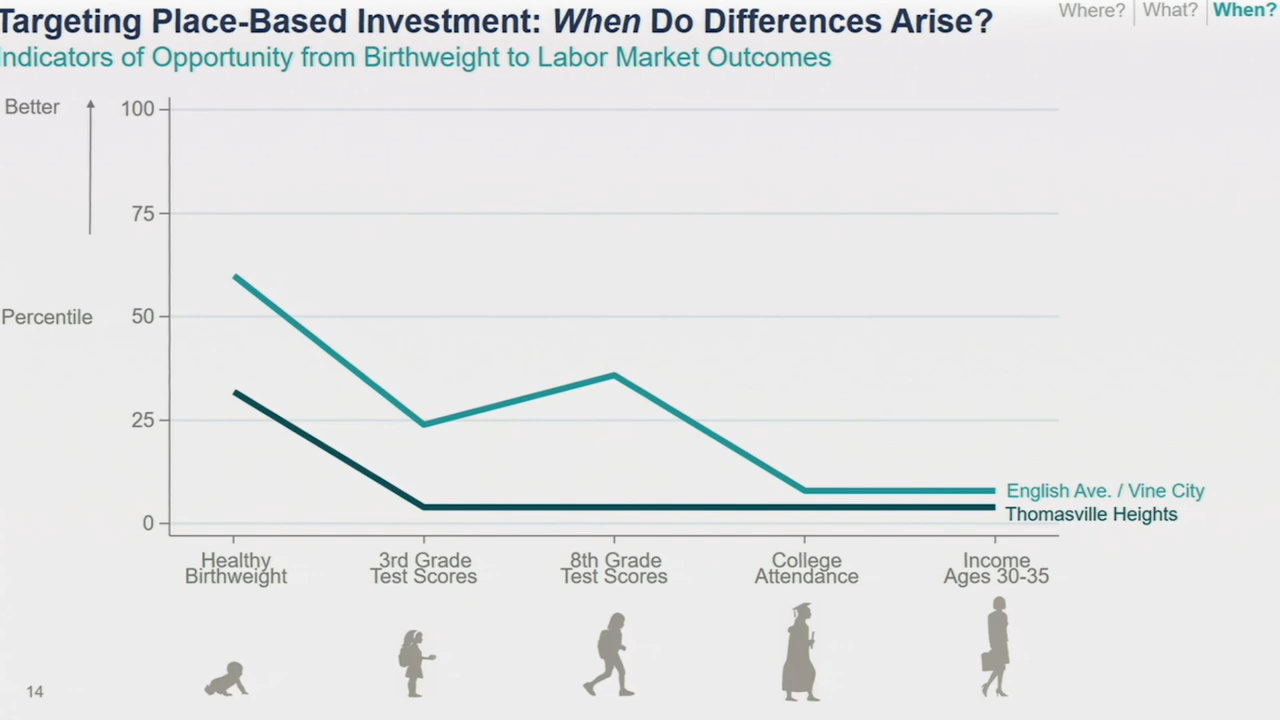 Targeting Place-Based Investment: When Do Differences Arise?
Where? | What? | When?
Indicators of Opportunity from Birthweight to Labor Market Outcomes
Better
100
75
Percentile
50
25
0
English Ave. / Vine City
Thomasville Heights
Healthy
Birthweight
3rd Grade
Test Scores
8th Grade
Test Scores
College
Attendance
Income
Ages 30-35
14